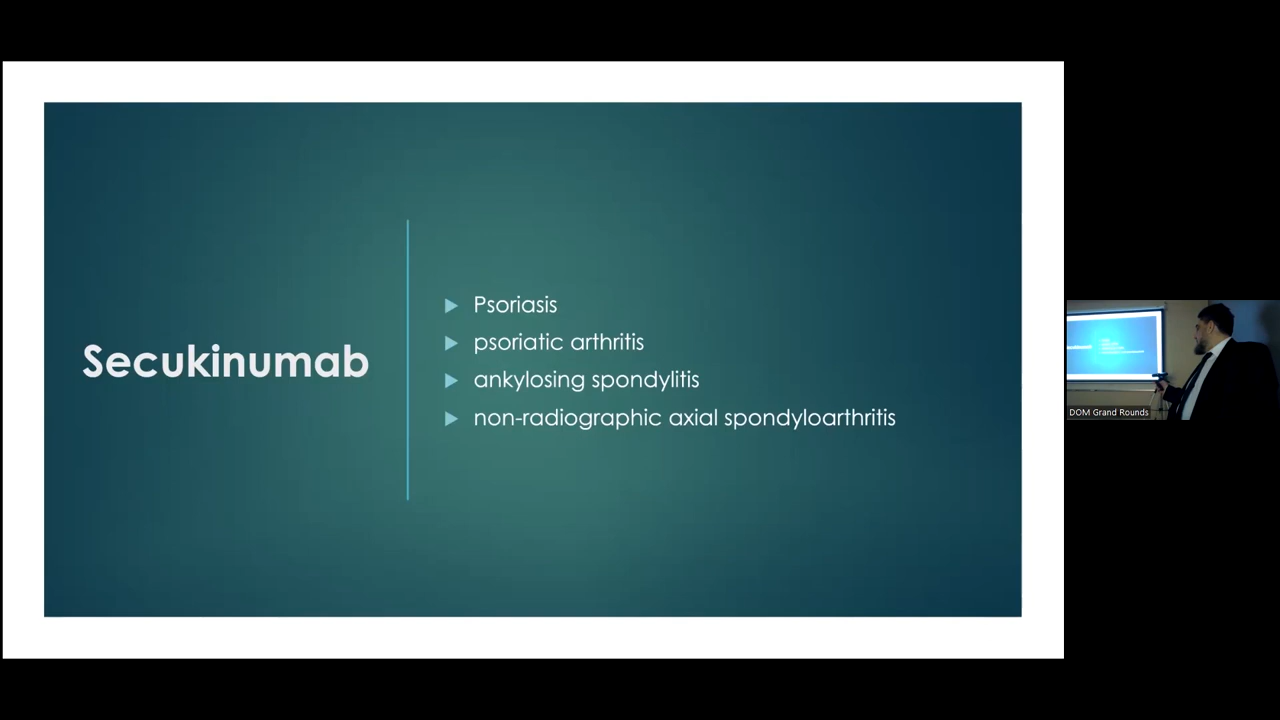 Secukinumab
Psoriasis
psoriatic arthritis
ankylosing spondylitis
non-radiographic axial spondyloarthritis
DOM Grand Rounds